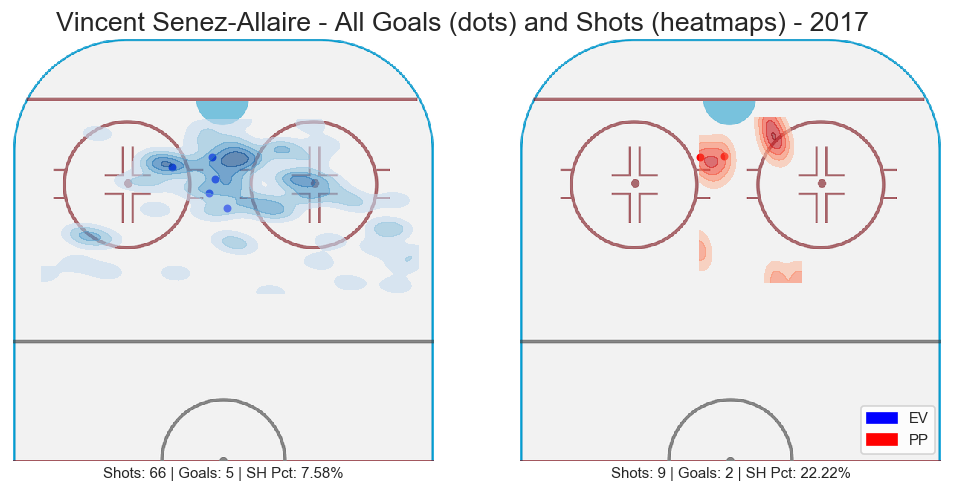 Vincent Senez-Allaire - All Goals (dots) and Shots (heatmaps) - 2017
EV
PP
Shots: 66 | Goals: 5 | SH Pct: 7.58%
Shots: 9 | Goals: 2 | SH Pct: 22.22%